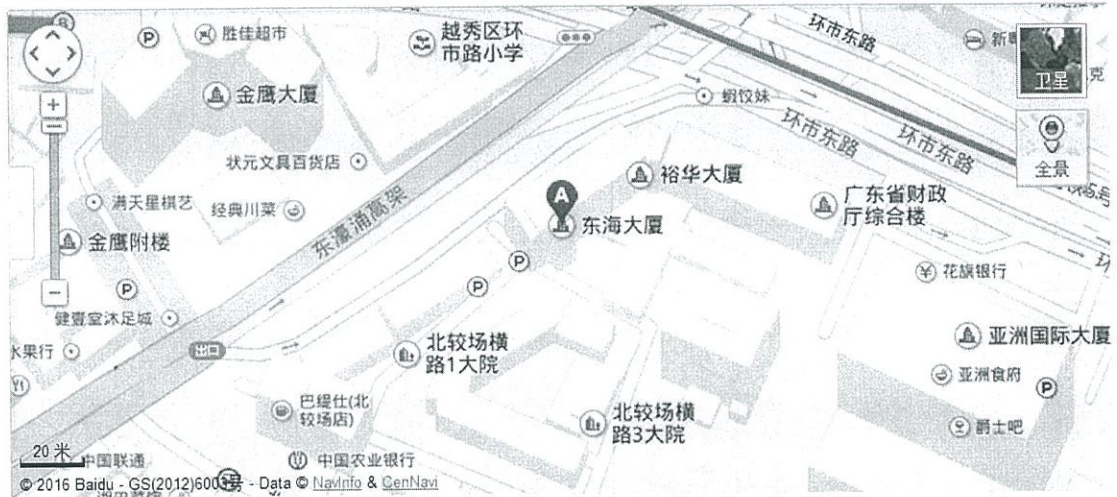 胜佳超市
越秀区环
市路小学
环市东路
卫星
金鹰大厦
虾饺妹
环市东路
环市东路
全景
状元文具百货店
裕华大厦
广东省财政
厅综合楼
满天星棋艺
经典川菜
A
东濠涌高架
东海大厦
金鹰附楼
花旗银行
健壹堂沐足城
水果行
出口
北较场横
路1大院
亚洲国际大厦
亚洲食府
巴缇仕(北
较场店)
北较场横
路3大院
爵士吧
20 米
中国联通
中国农业银行
© 2016 Baidu - GS(2012)6003号 - Data © NavInfo & CenNavi